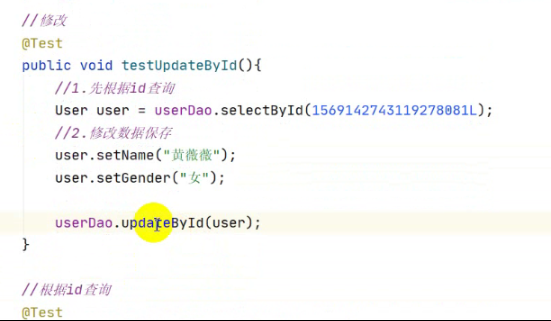 //修改
@Test
public void testUpdateById(){
//1.先根据id查询
User user = userDao.selectById(1569142743119278081L);
//2.修改数据保存
user.setName("黄薇薇");
user.setGender("女");
userDao.updateById(user);
}
//根据id查询
@Test